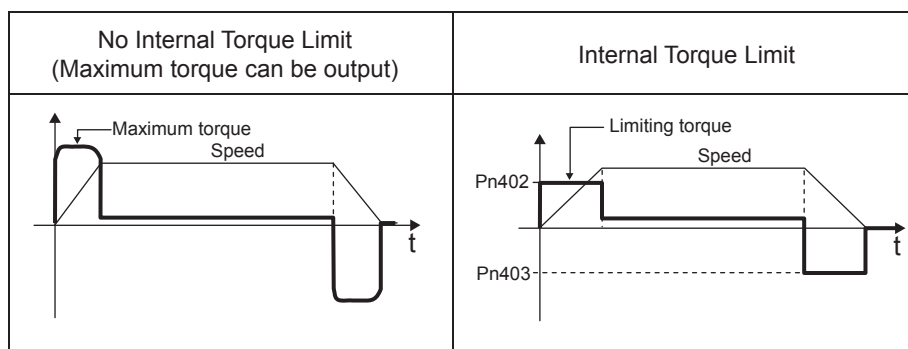 No Internal Torque Limit
(Maximum torque can be output)
Internal Torque Limit
Maximum torque
Speed
t
Limiting torque
Speed
Pn402
t
Pn403